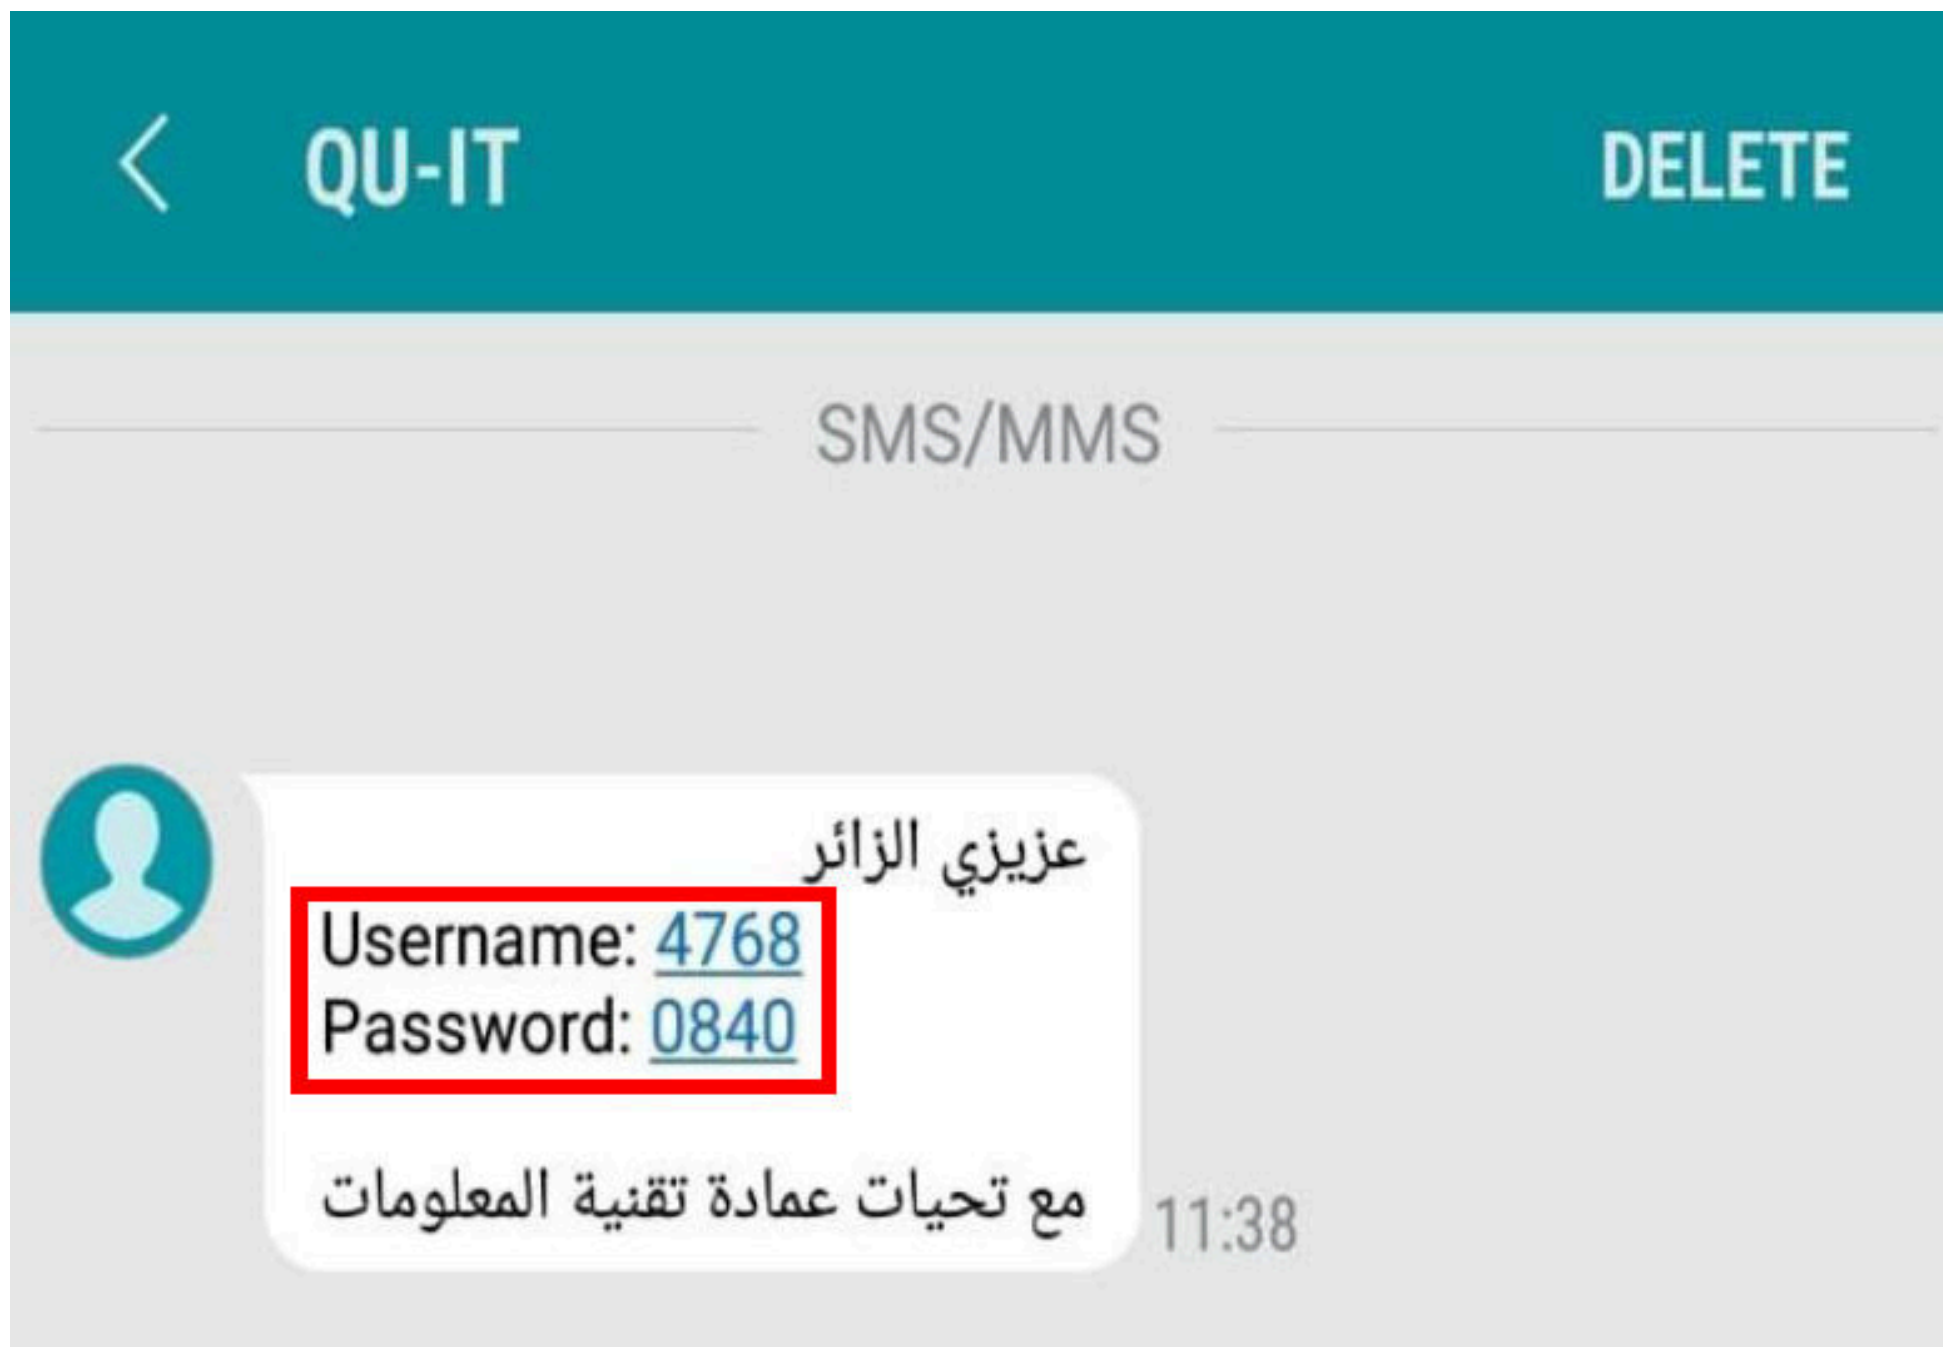 QU-IT
DELETE
SMS/MMS
عزيزي الزائر
Username: 4768
Password: 0840
مع تحيات عمادة تقنية المعلومات
11:38